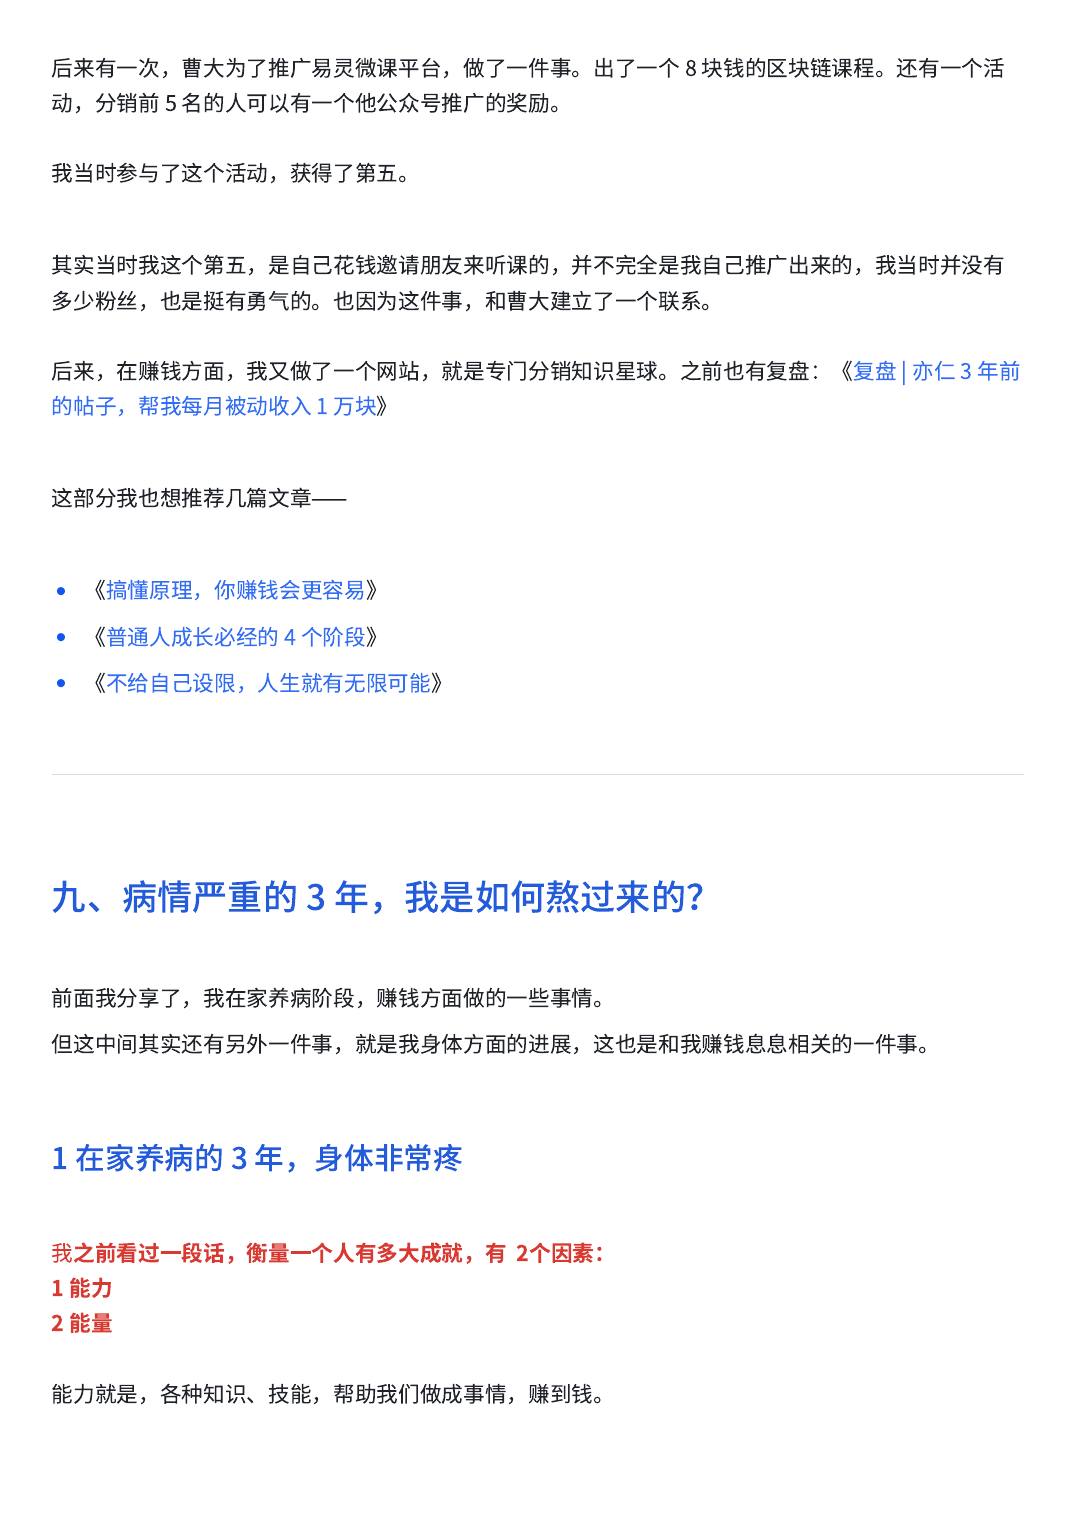 后来有一次，曹大为了推广易灵微课平台，做了一件事。出了一个 8 块钱的区块链课程。还有一个活
动，分销前 5 名的人可以有一个他公众号推广的奖励。
我当时参与了这个活动，获得了第五。
其实当时我这个第五，是自己花钱邀请朋友来听课的，并不完全是我自己推广出来的，我当时并没有
多少粉丝，也是挺有勇气的。也因为这件事，和曹大建立了一个联系。
后来，在赚钱方面，我又做了一个网站，就是专门分销知识星球。之前也有复盘：《复盘 | 亦仁 3 年前
的帖子，帮我每月被动收入 1 万块》
这部分我也想推荐几篇文章——
• 《搞懂原理，你赚钱会更容易》
• 《普通人成长必经的 4 个阶段》
• 《不给自己设限，人生就有无限可能》
九、病情严重的 3 年，我是如何熬过来的？
前面我分享了，我在家养病阶段，赚钱方面做的一些事情。
但这中间其实还有另外一件事，就是我身体方面的进展，这也是和我赚钱息息相关的一件事。
1 在家养病的 3 年，身体非常疼
我之前看过一段话，衡量一个人有多大成就，有 2个因素：
1 能力
2 能量
能力就是，各种知识、技能，帮助我们做成事情，赚到钱。